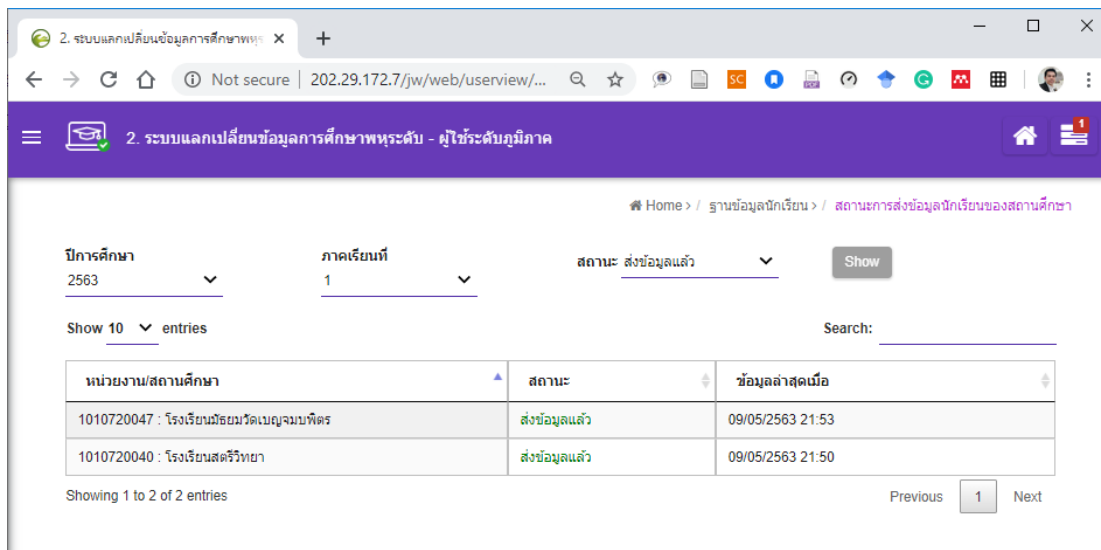 2. ระบบแลกเปลี่ยนข้อมูลการศึกษาพหุร
Not secure | 202.29.172.7/jw/web/userview/...
SC
PDF
G
2. ระบบแลกเปลี่ยนข้อมูลการศึกษาพหุระดับ - ผู้ใช้ระดับภูมิภาค
1
Home > / ฐานข้อมูลนักเรียน > / สถานะการส่งข้อมูลนักเรียนของสถานศึกษา
ปีการศึกษา ภาคเรียนที่ สถานะ ส่งข้อมูลแล้ว Show
2563 1
Show 10 entries Search:
หน่วยงาน/สถานศึกษา สถานะ ข้อมูลล่าสุดเมื่อ
1010720047 : โรงเรียนมัธยมวัดเบญจมบพิตร ส่งข้อมูลแล้ว 09/05/2563 21:53
1010720040 : โรงเรียนสตรีวิทยา ส่งข้อมูลแล้ว 09/05/2563 21:50
Showing 1 to 2 of 2 entries Previous 1 Next